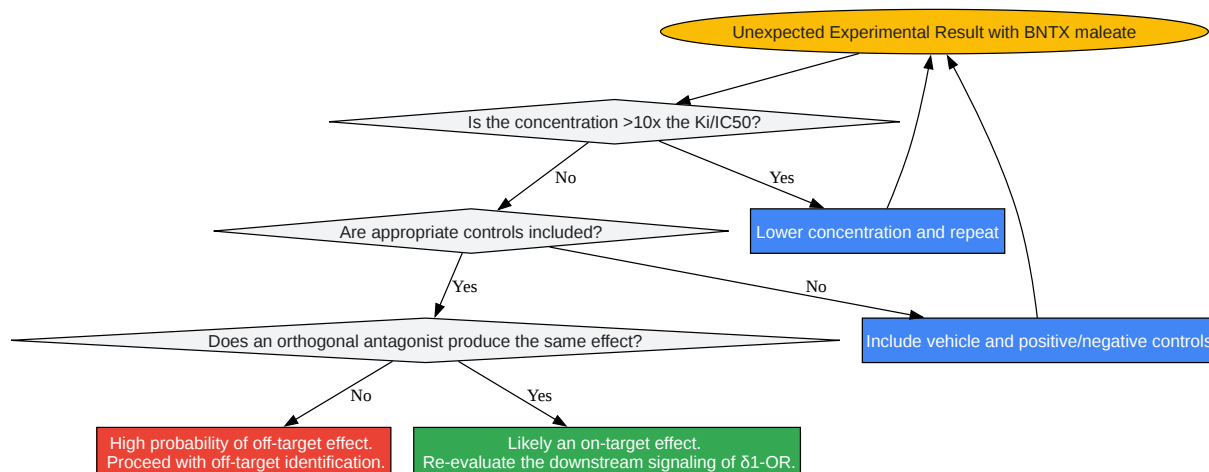 Unexpected Experimental Result with BNTX maleate
Is the concentration >10x the Ki/IC50?
No
Yes
Are appropriate controls included?
Lower concentration and repeat
Yes
No
Does an orthogonal antagonist produce the same effect?
Include vehicle and positive/negative controls
No
Yes
High probability of off-target effect.
Proceed with off-target identification.
Likely an on-target effect.
Re-evaluate the downstream signaling of δ1-OR.